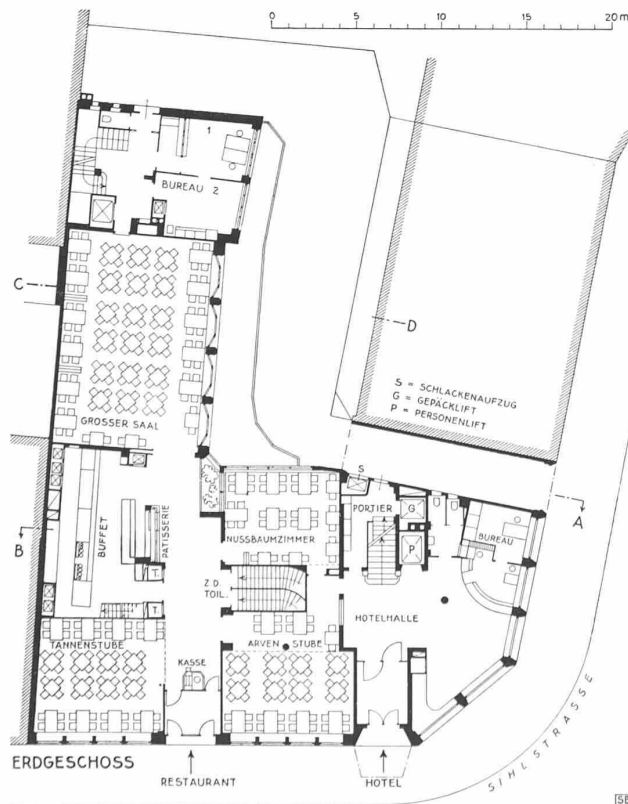 0 5 10 15 20 m
1
BUREAU 2
C
D
S = SCHLACKENAUFZUG
G = GEPÄCKLIFT
P = PERSONENLIFT
GROSSER SAAL
S
PORTIER
G
A
B
BUFFET
PATISSERIE
NUSSBAUMZIMMER
P
BUREAU
T
Z.D.
TOIL.
T
HOTELHALLE
TANNENSTUBE
ARVEN STUBE
KASSE
ERDGESCHOSS
RESTAURANT
HOTEL
SIHLSTRASSE